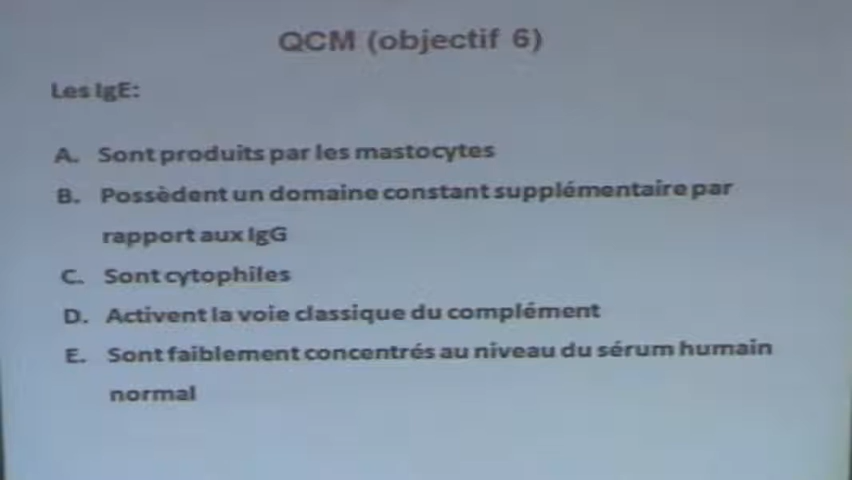 QCM (objectif 6)
Les IgE:
A. Sont produits par les mastocytes
B. Possèdent un domaine constant supplémentaire par
rapport aux IgG
C. Sont cytophiles
D. Activent la voie classique du complément
E. Sont faiblement concentrés au niveau du sérum humain
normal